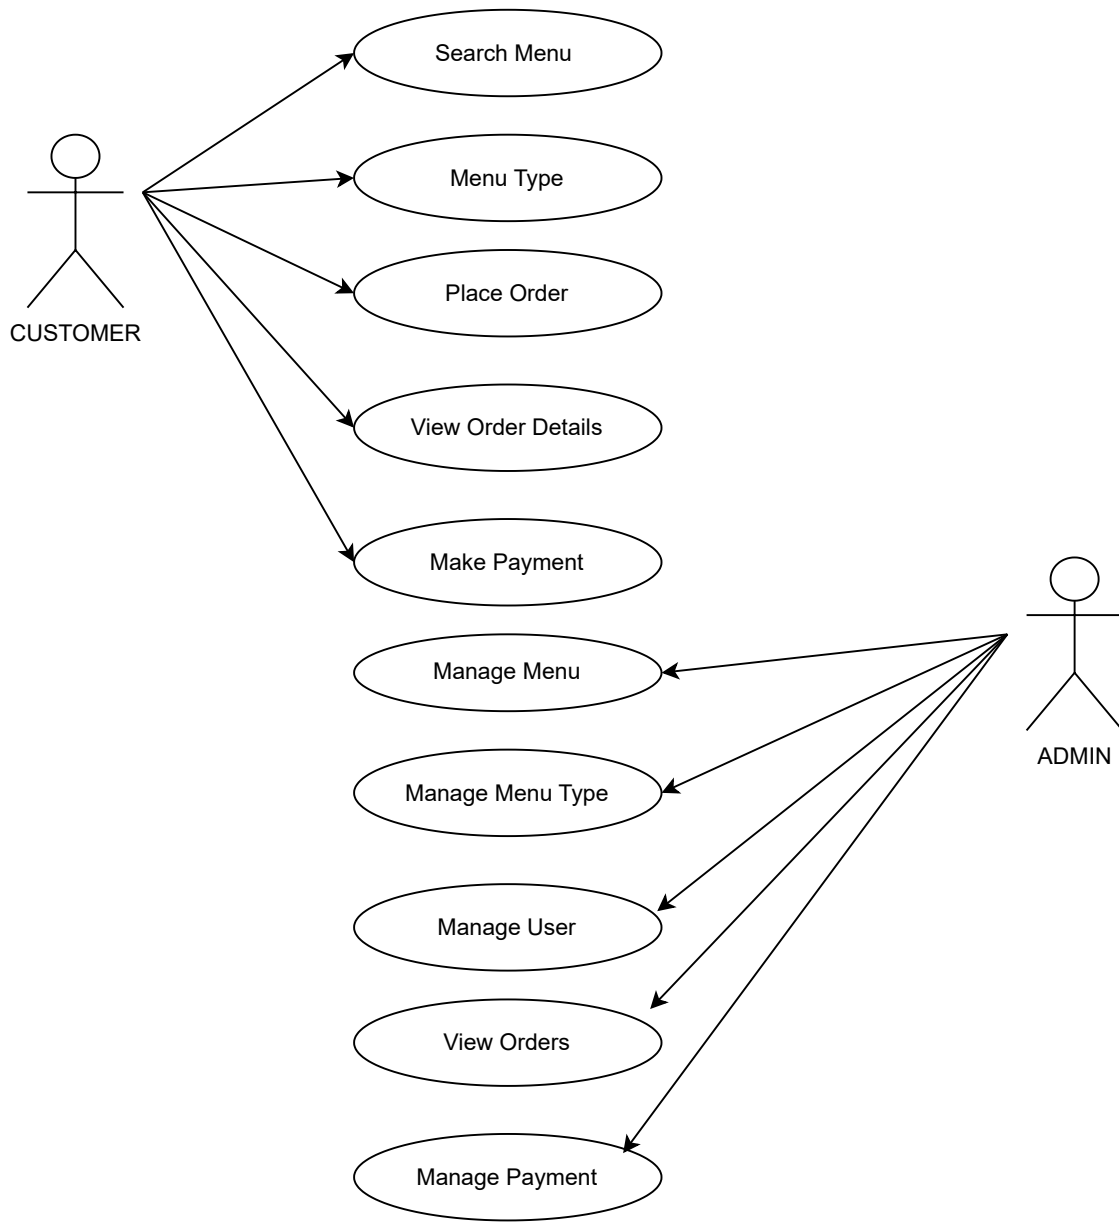 Search Menu
Menu Type
Place Order
CUSTOMER
View Order Details
Make Payment
Manage Menu
ADMIN
Manage Menu Type
Manage User
View Orders
Manage Payment